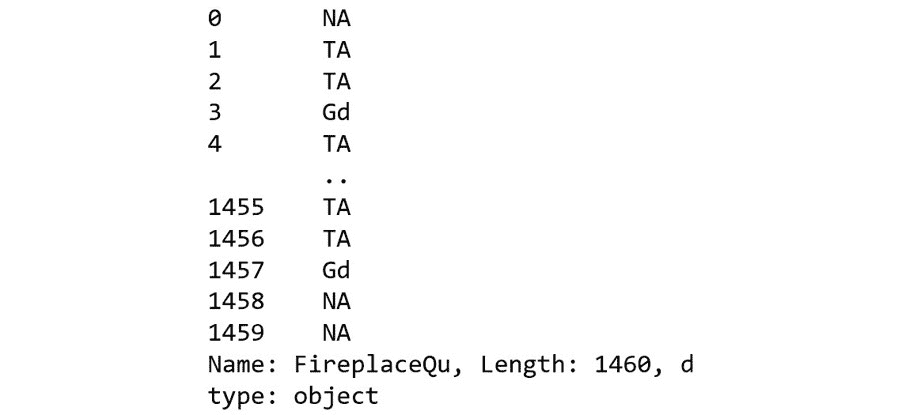 0 NA
1 TA
2 TA
3 Gd
4 TA
..
1455 TA
1456 TA
1457 Gd
1458 NA
1459 NA
Name: FireplaceQu, Length: 1460, d
type: object